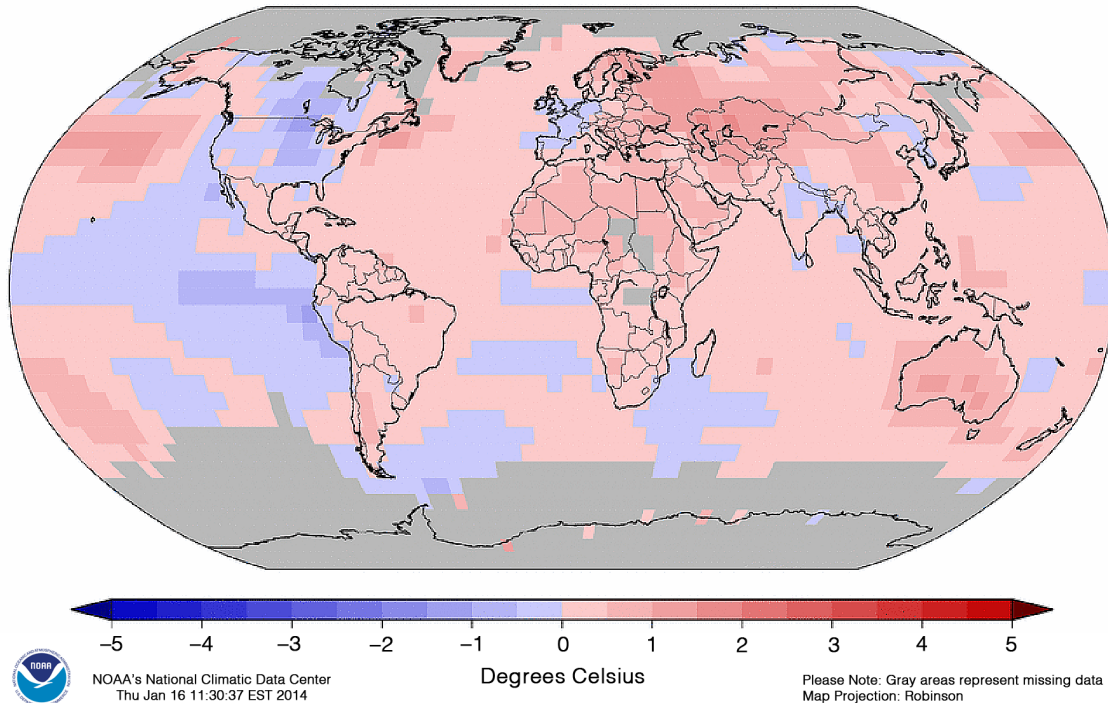 −5 −4 −3 −2 −1 0 1 2 3 4 5
Degrees Celsius
NOAA
NOAA's National Climatic Data Center
Thu Jan 16 11:30:37 EST 2014
Please Note: Gray areas represent missing data
Map Projection: Robinson